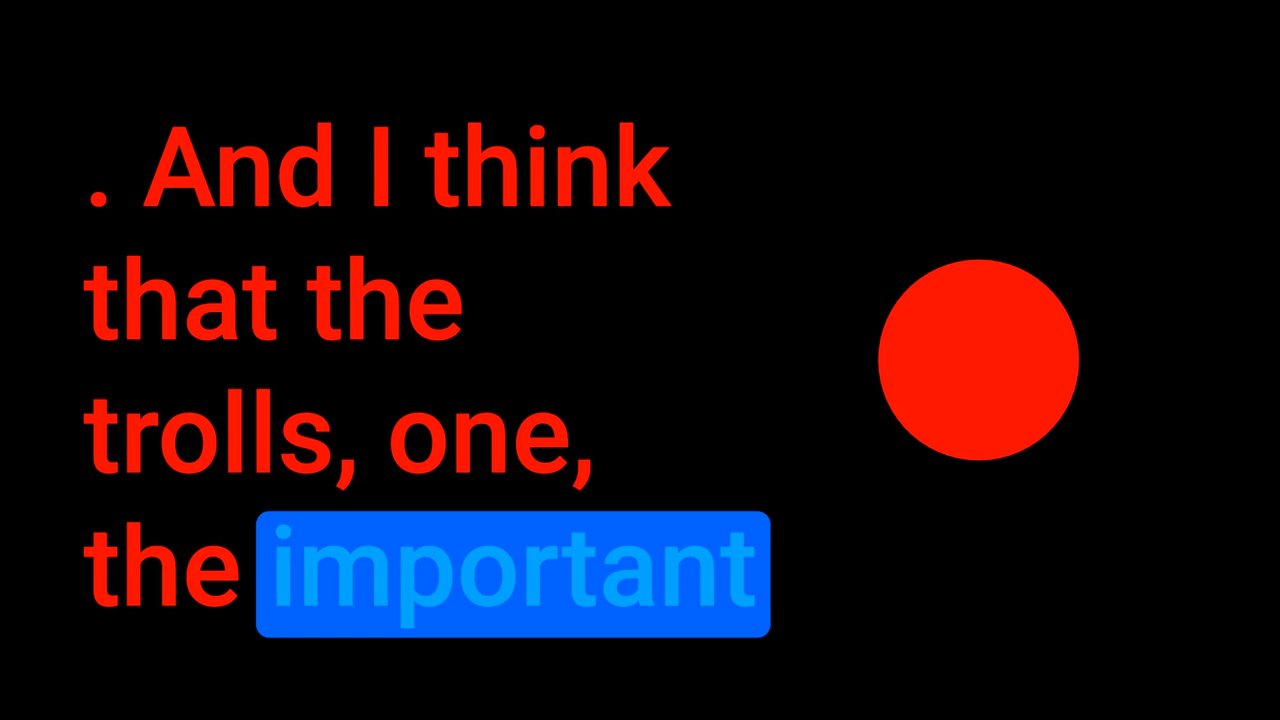 . And I think
that the
trolls, one,
the important